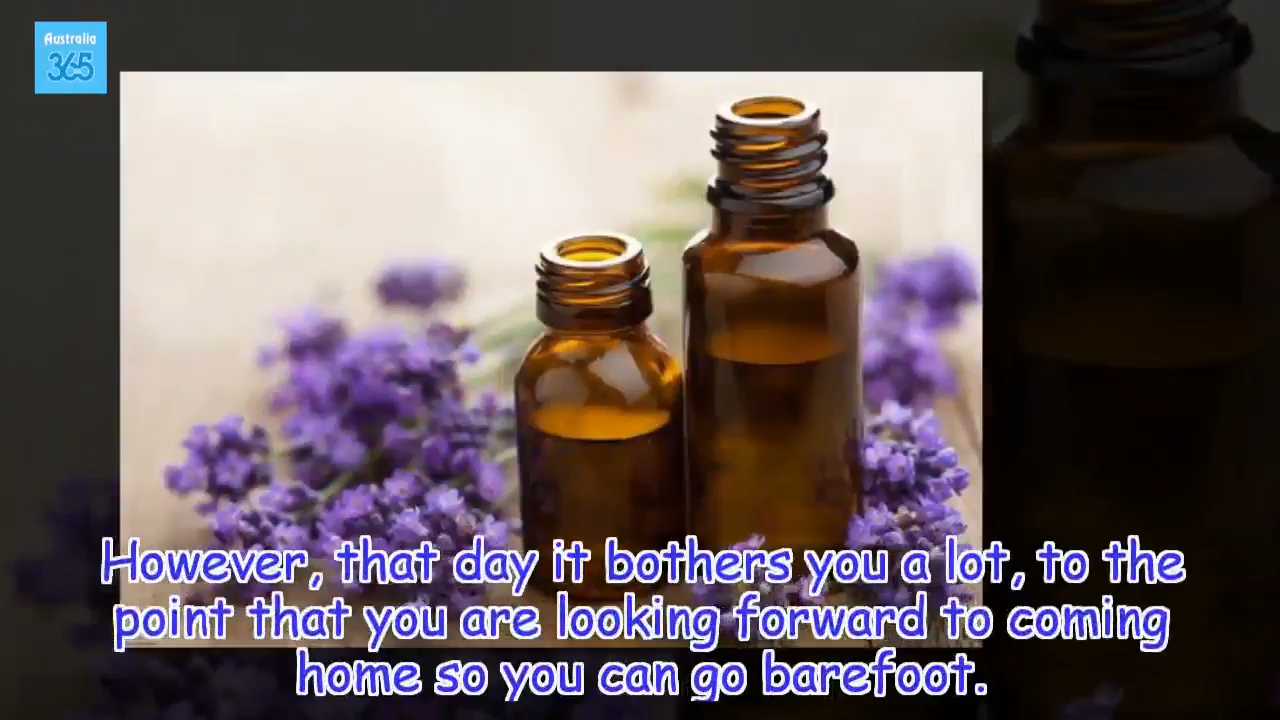 Australia
365
However, that day it bothers you a lot, to the
point that you are looking forward to coming
home so you can go barefoot.